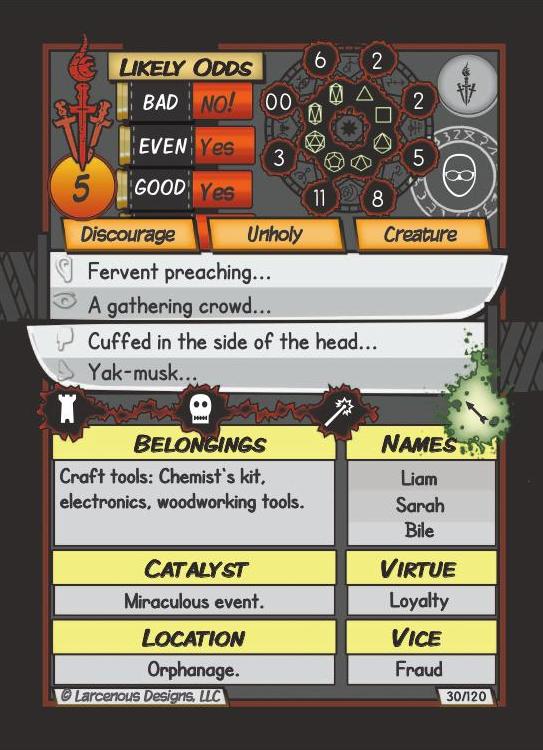 LIKELY ODDS
BAD NO!
EVEN Yes
GOOD Yes
5
6 2
00 2
3 5
11 8
Discourage Unholy Creature
Fervent preaching...
A gathering crowd...
Cuffed in the side of the head...
Yak-musk...
BELONGINGS
Craft tools: Chemist's kit,
electronics, woodworking tools.
NAMES
Liam
Sarah
Bile
CATALYST
Miraculous event.
VIRTUE
Loyalty
LOCATION
Orphanage.
VICE
Fraud
© Larcenous Designs, LLC
30/120